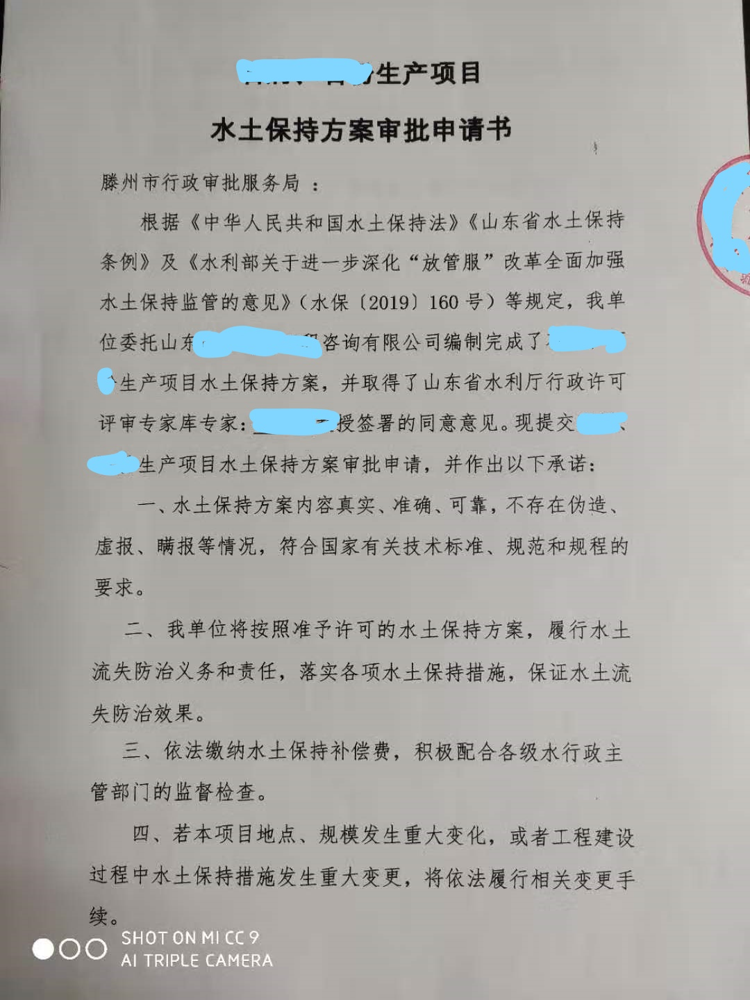 生产项目
水土保持方案审批申请书
滕州市行政审批服务局 :
根据《中华人民共和国水土保持法》《山东省水土保持
条例》及《水利部关于进一步深化“放管服”改革全面加强
水土保持监管的意见》(水保〔2019〕160 号)等规定, 我单
位委托山东 咨询有限公司编制完成了
生产项目水土保持方案, 并取得了山东省水利厅行政许可
评审专家库专家: 授签署的同意意见。现提交 、
生产项目水土保持方案审批申请, 并作出以下承诺:
一、水土保持方案内容真实、准确、可靠, 不存在伪造、
虚报、瞒报等情况, 符合国家有关技术标准、规范和规程的
要求。
二、我单位将按照准予许可的水土保持方案, 履行水土
流失防治义务和责任, 落实各项水土保持措施, 保证水土流
失防治效果。
三、依法缴纳水土保持补偿费, 积极配合各级水行政主
管部门的监督检查。
四、若本项目地点、规模发生重大变化, 或者工程建设
过程中水土保持措施发生重大变更, 将依法履行相关变更手
续。
SHOT ON MI CC 9
AI TRIPLE CAMERA